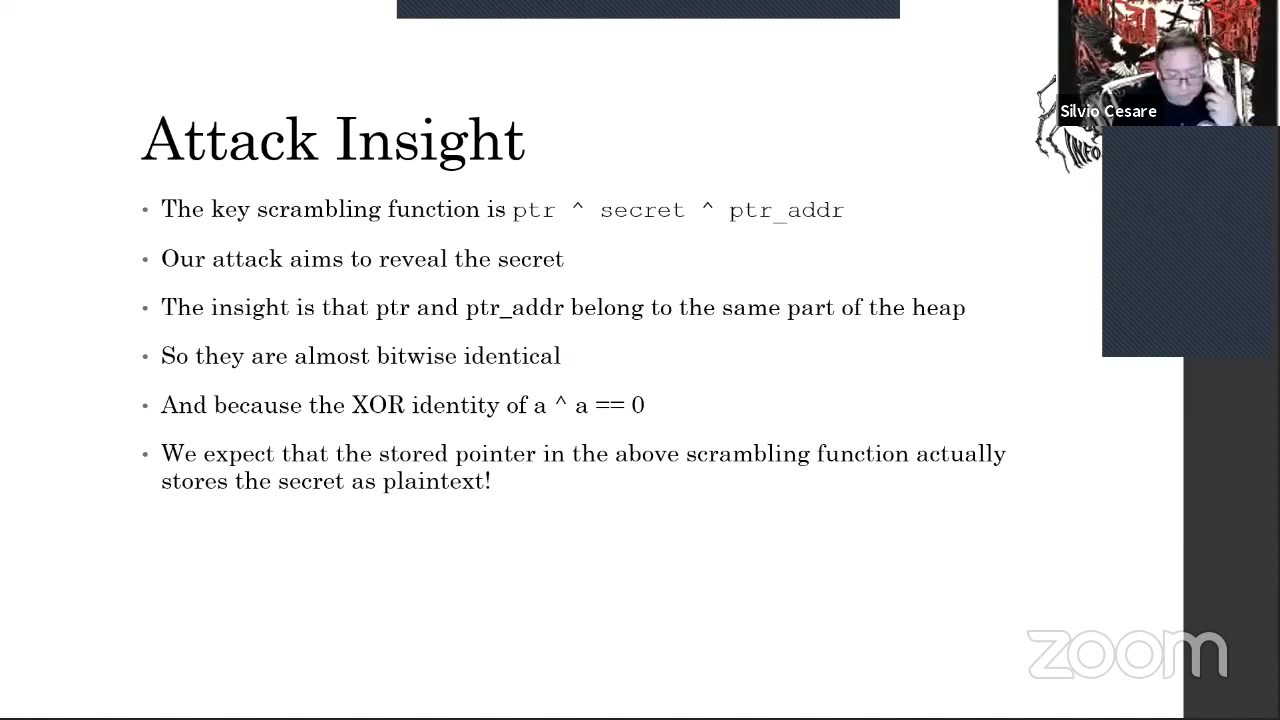 Silvio Cesare
INFO
Attack Insight
• The key scrambling function is ptr ^ secret ^ ptr_addr
• Our attack aims to reveal the secret
• The insight is that ptr and ptr_addr belong to the same part of the heap
• So they are almost bitwise identical
• And because the XOR identity of a ^ a == 0
• We expect that the stored pointer in the above scrambling function actually
stores the secret as plaintext!
zoom